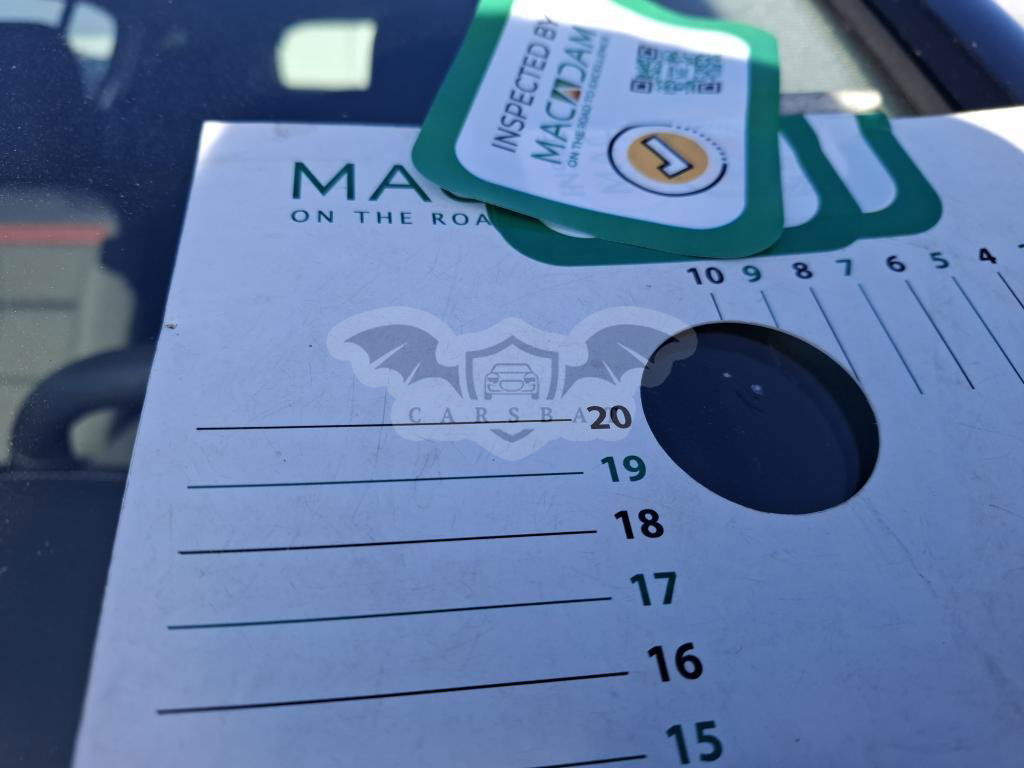 INSPECTED BY
MACADAM
ON THE ROAD TO EXCELLENCE
MAC
ON THE ROA
10 9 8 7 6 5 4
CARSBA
20
19
18
17
16
15